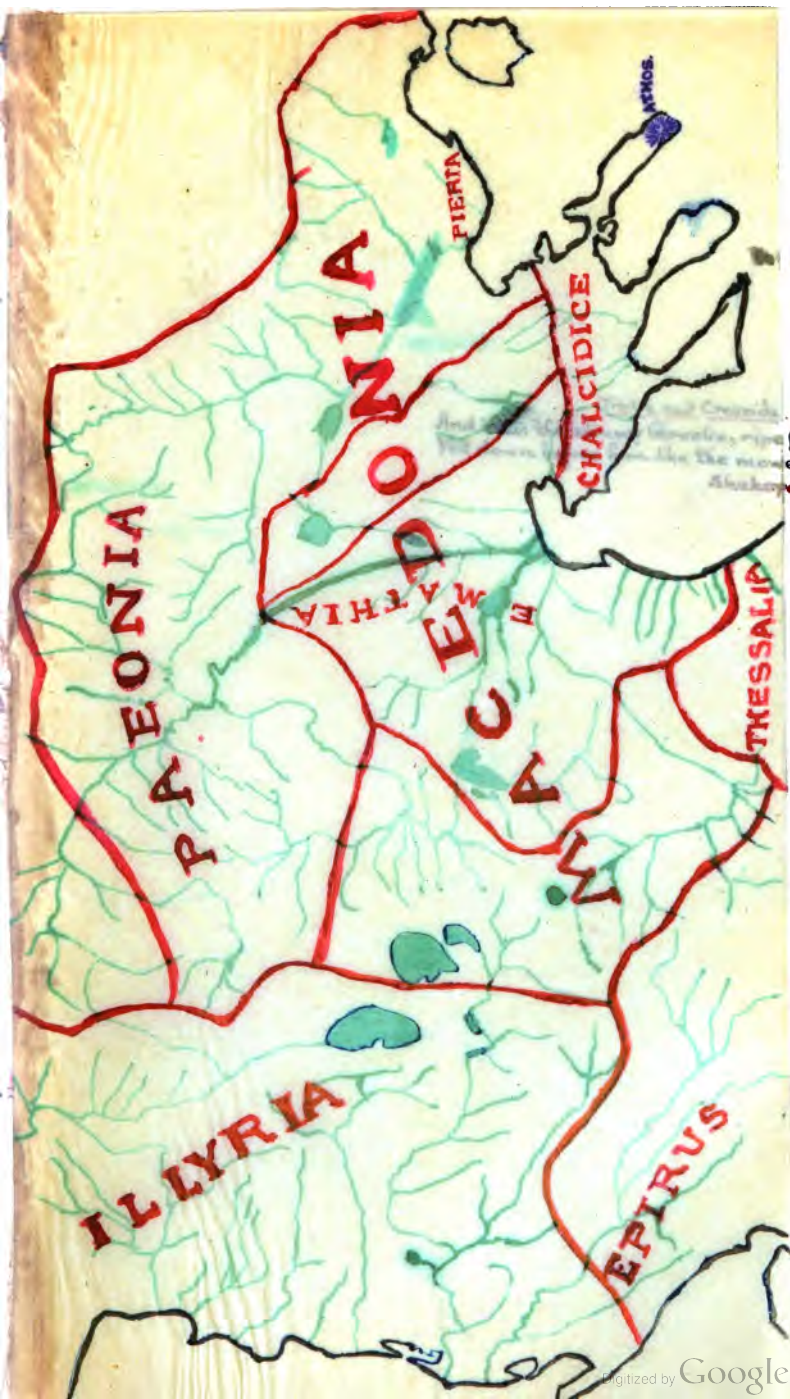 ATHOS.
PIERIA
MACEDONIA
CHALCIDICE
EMATHIA
PAEONIA
THESSALIA
ILLYRIA
EPIRUS
Digitized by Google